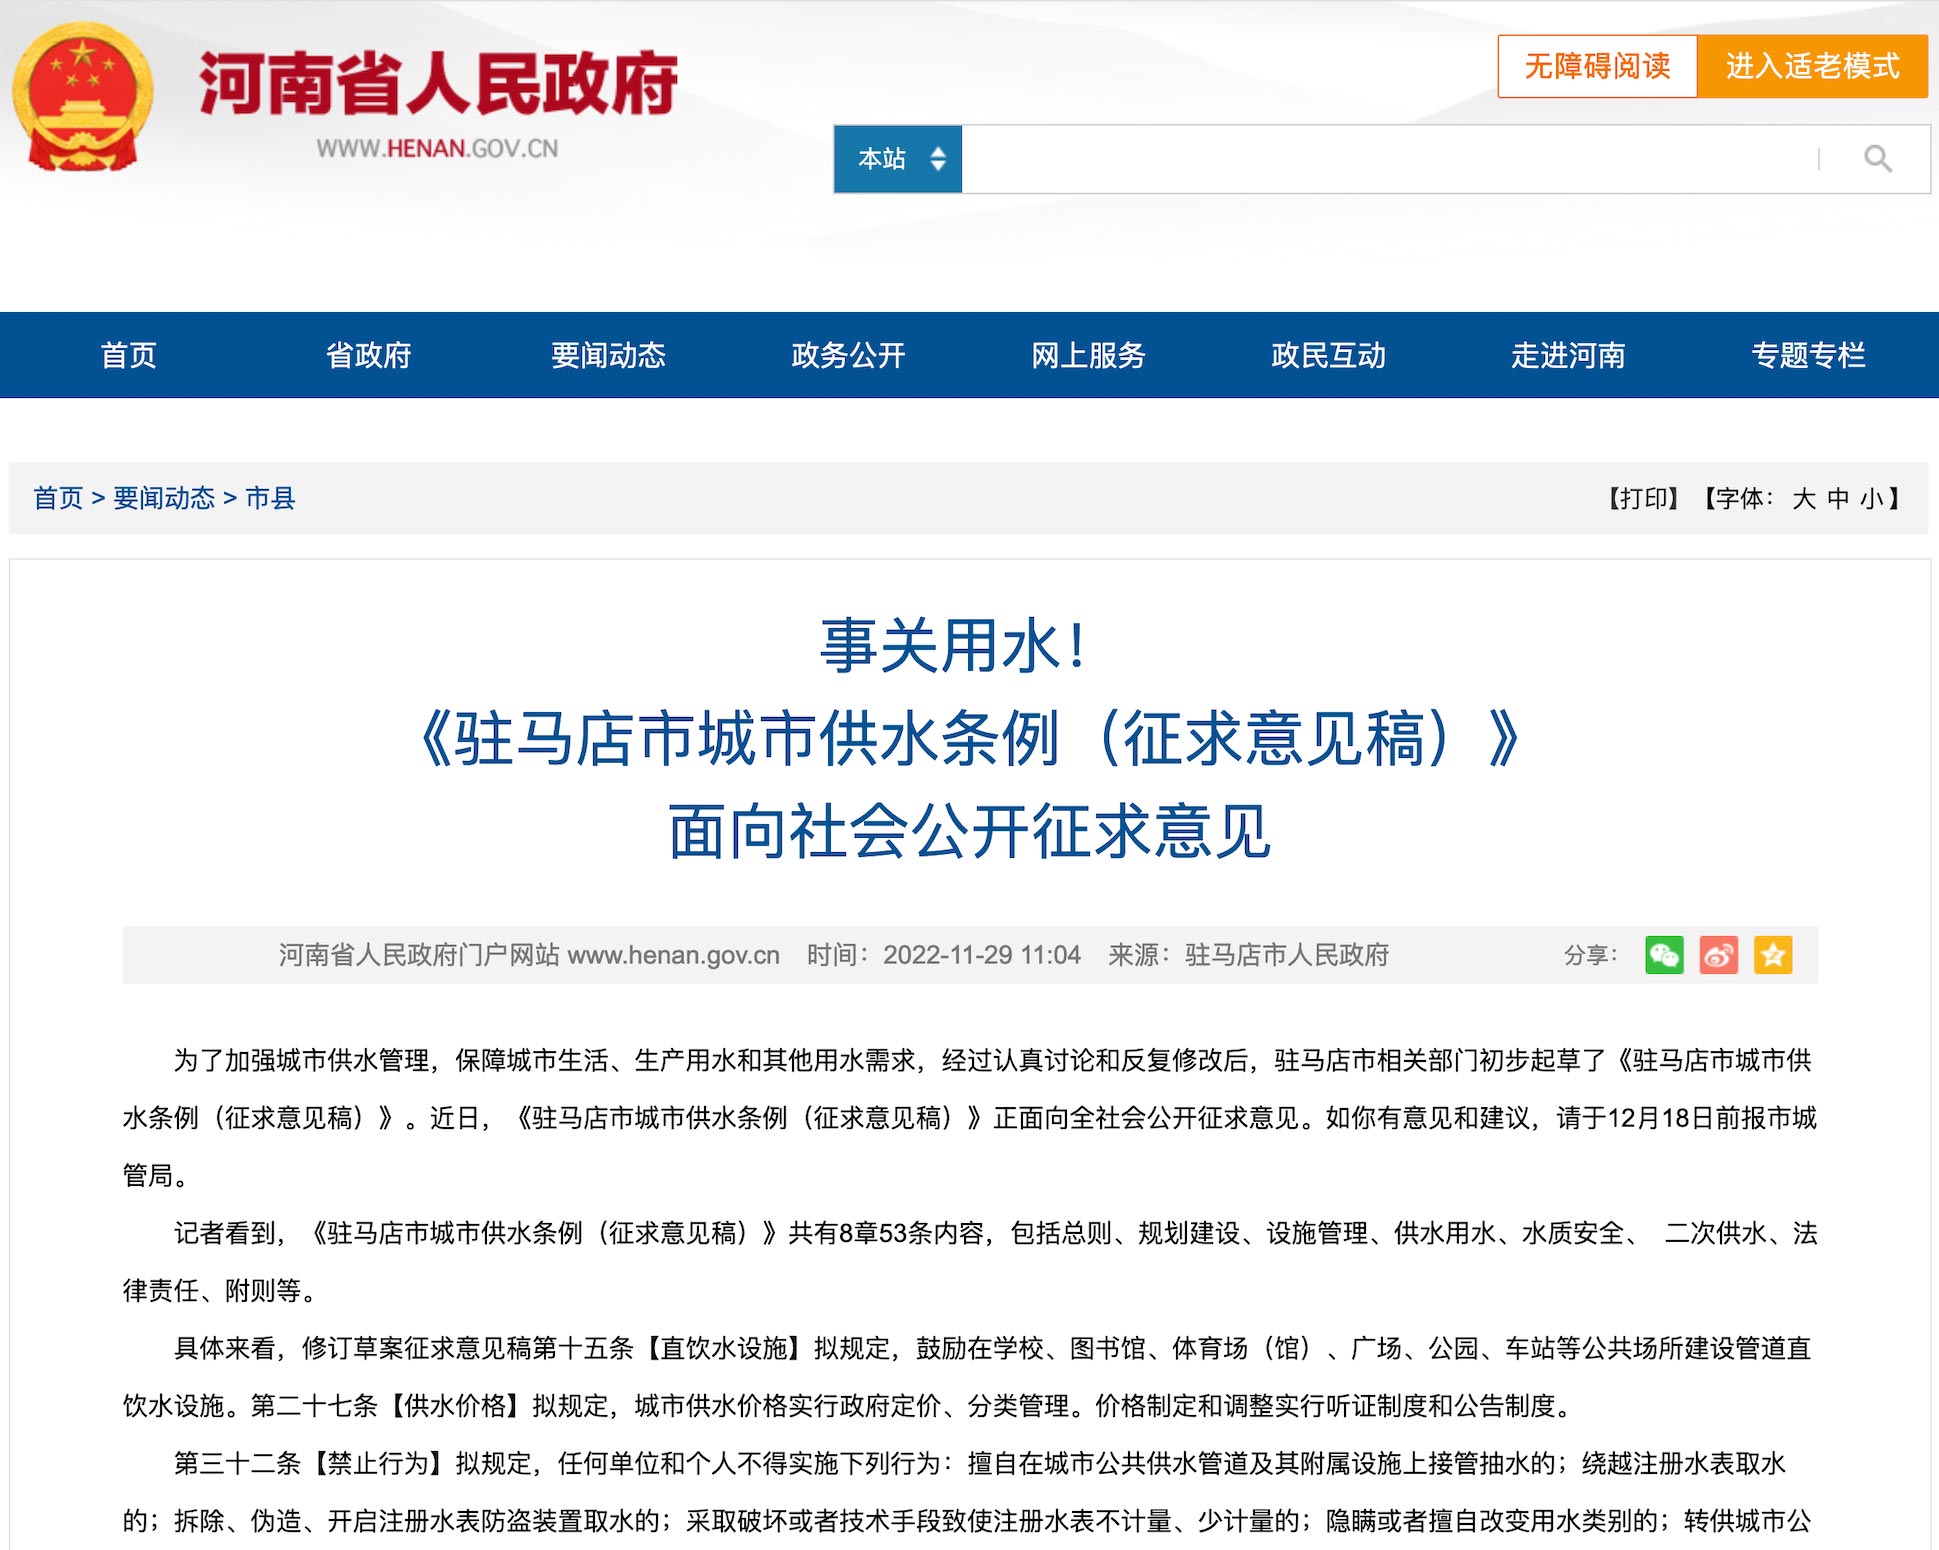 河南省人民政府
WWW.HENAN.GOV.CN
无障碍阅读 进入适老模式
本站
首页 省政府 要闻动态 政务公开 网上服务 政民互动 走进河南 专题专栏
首页 > 要闻动态 > 市县 【打印】 【字体： 大 中 小】
事关用水！
《驻马店市城市供水条例（征求意见稿）》
面向社会公开征求意见
河南省人民政府门户网站 www.henan.gov.cn 时间：2022-11-29 11:04 来源：驻马店市人民政府 分享：
为了加强城市供水管理，保障城市生活、生产用水和其他用水需求，经过认真讨论和反复修改后，驻马店市相关部门初步起草了《驻马店市城市供
水条例（征求意见稿）》。近日，《驻马店市城市供水条例（征求意见稿）》正面向全社会公开征求意见。如你有意见和建议，请于12月18日前报市城
管局。
记者看到，《驻马店市城市供水条例（征求意见稿）》共有8章53条内容，包括总则、规划建设、设施管理、供水用水、水质安全、 二次供水、法
律责任、附则等。
具体来看，修订草案征求意见稿第十五条【直饮水设施】拟规定，鼓励在学校、图书馆、体育场（馆）、广场、公园、车站等公共场所建设管道直
饮水设施。第二十七条【供水价格】拟规定，城市供水价格实行政府定价、分类管理。价格制定和调整实行听证制度和公告制度。
第三十二条【禁止行为】拟规定，任何单位和个人不得实施下列行为：擅自在城市公共供水管道及其附属设施上接管抽水的；绕越注册水表取水
的；拆除、伪造、开启注册水表防盗装置取水的；采取破坏或者技术手段致使注册水表不计量、少计量的；隐瞒或者擅自改变用水类别的；转供城市公